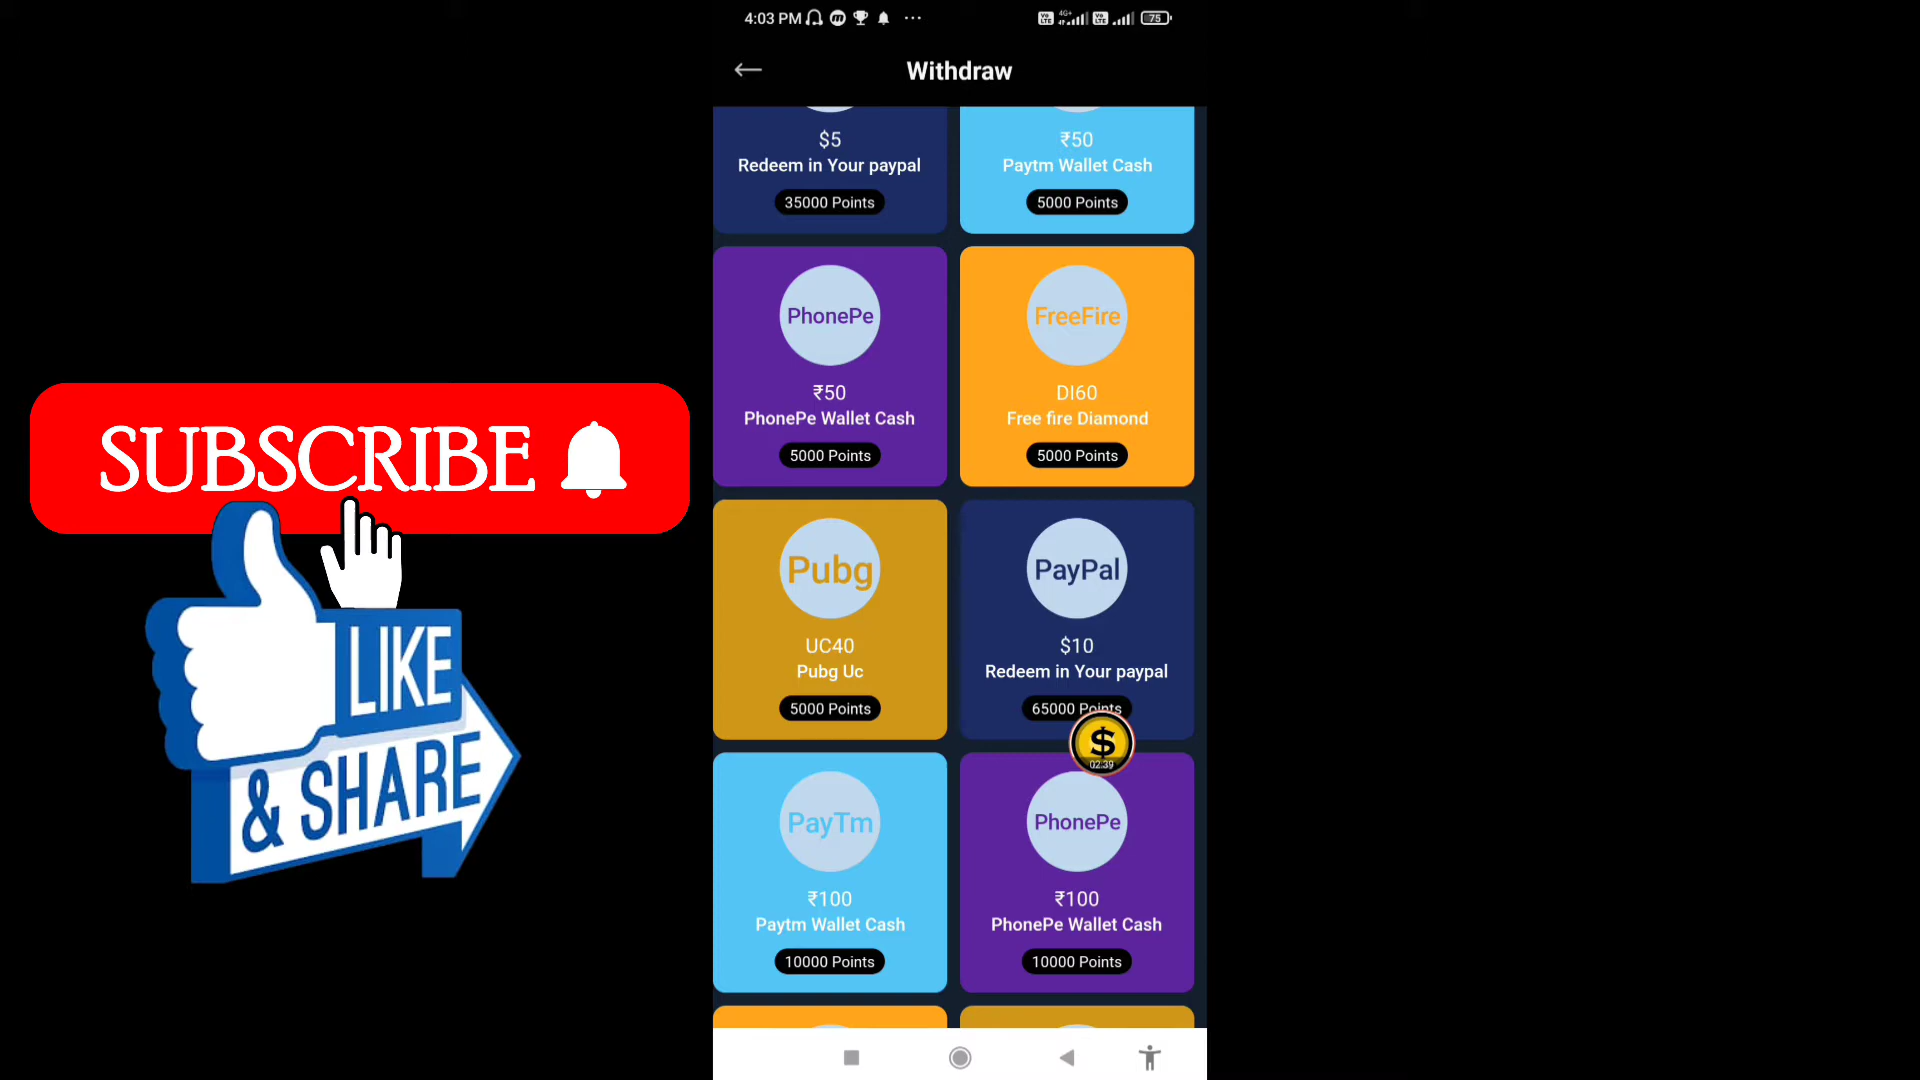 4:03 PM
4G+
75
Withdraw
$5
Redeem in Your paypal
35000 Points
₹50
Paytm Wallet Cash
5000 Points
PhonePe
₹50
PhonePe Wallet Cash
5000 Points
FreeFire
DI60
Free fire Diamond
5000 Points
Pubg
UC40
Pubg Uc
5000 Points
PayPal
$10
Redeem in Your paypal
65000 Points
$
02:39
PayTm
₹100
Paytm Wallet Cash
10000 Points
PhonePe
₹100
PhonePe Wallet Cash
10000 Points
SUBSCRIBE
LIKE
& SHARE